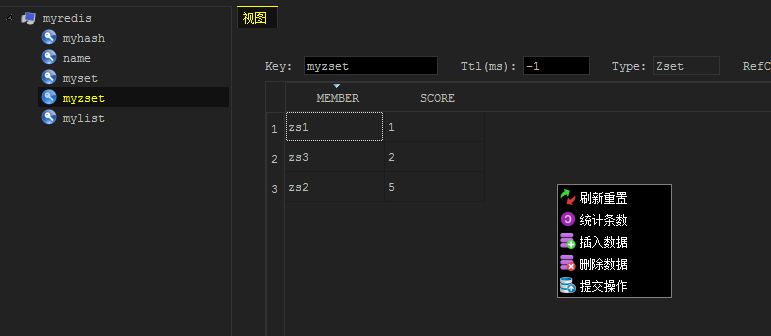 myredis
myhash
name
myset
myzset
mylist
视图
Key: myzset Ttl(ms): -1 Type: Zset RefC
MEMBER SCORE
1 zs1 1
2 zs3 2
3 zs2 5
刷新重置
统计条数
插入数据
删除数据
提交操作